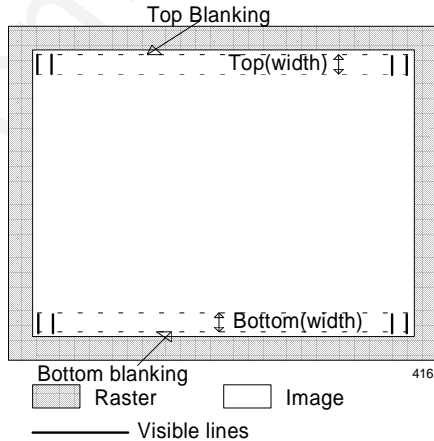 Top Blanking
Top(width)
Bottom(width)
Bottom blanking
416
Raster
Image
Visible lines